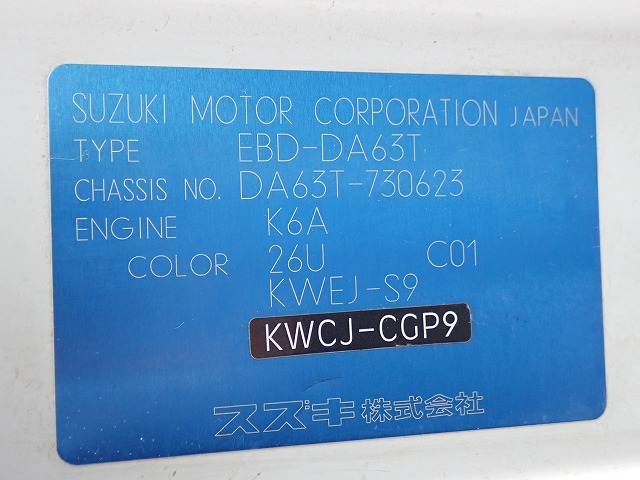 SUZUKI MOTOR CORPORATION JAPAN
TYPE EBD-DA63T
CHASSIS NO. DA63T-730623
ENGINE K6A
COLOR 26U C01
KWEJ-S9
KWCJ-CGP9
スズキ株式会社